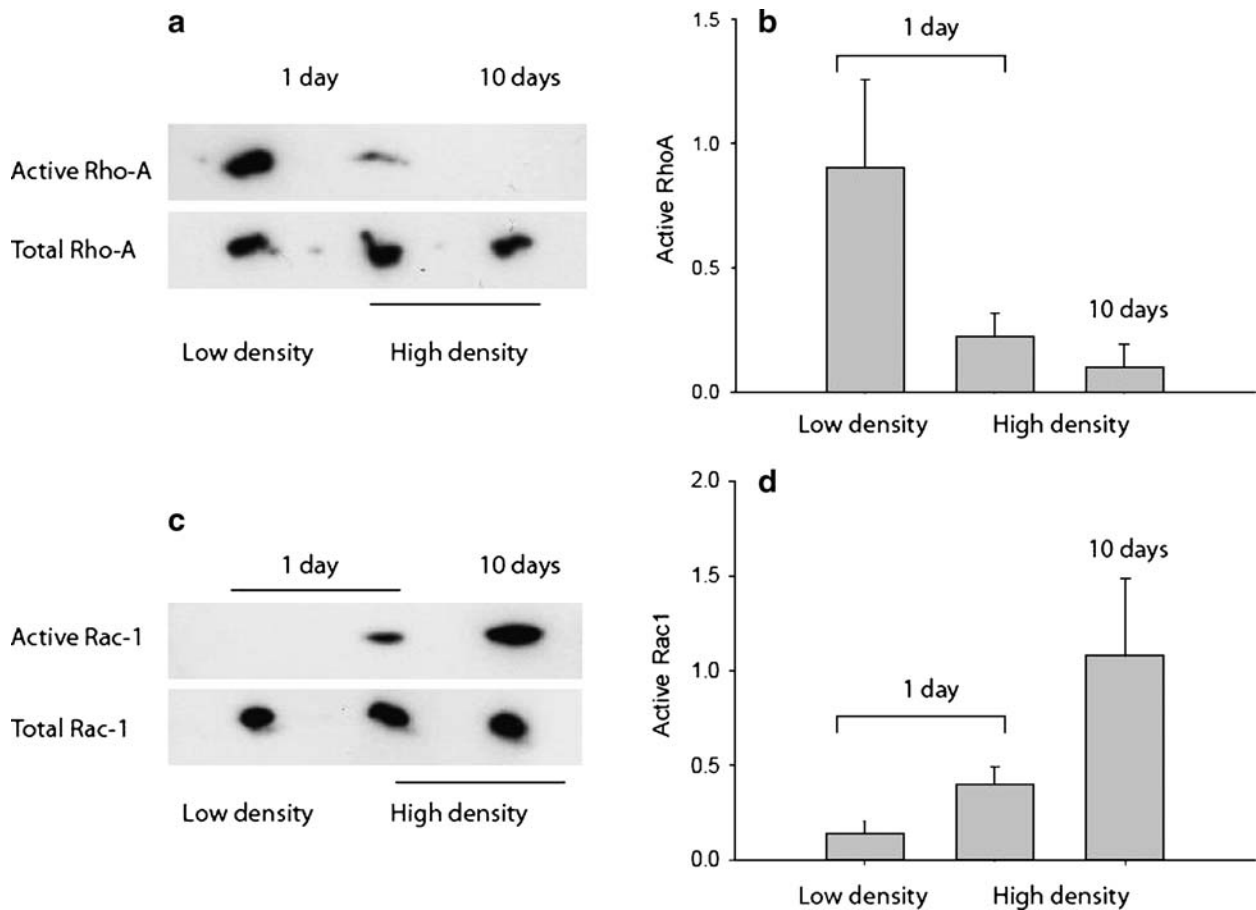 a
1 day 10 days
Active Rho-A
Total Rho-A
Low density High density
b
1.5
1 day
1.0
Active RhoA
0.5
10 days
0.0
Low density High density
c
1 day 10 days
Active Rac-1
Total Rac-1
Low density High density
d
2.0
10 days
1.5
Active Rac1
1.0
1 day
0.5
0.0
Low density High density